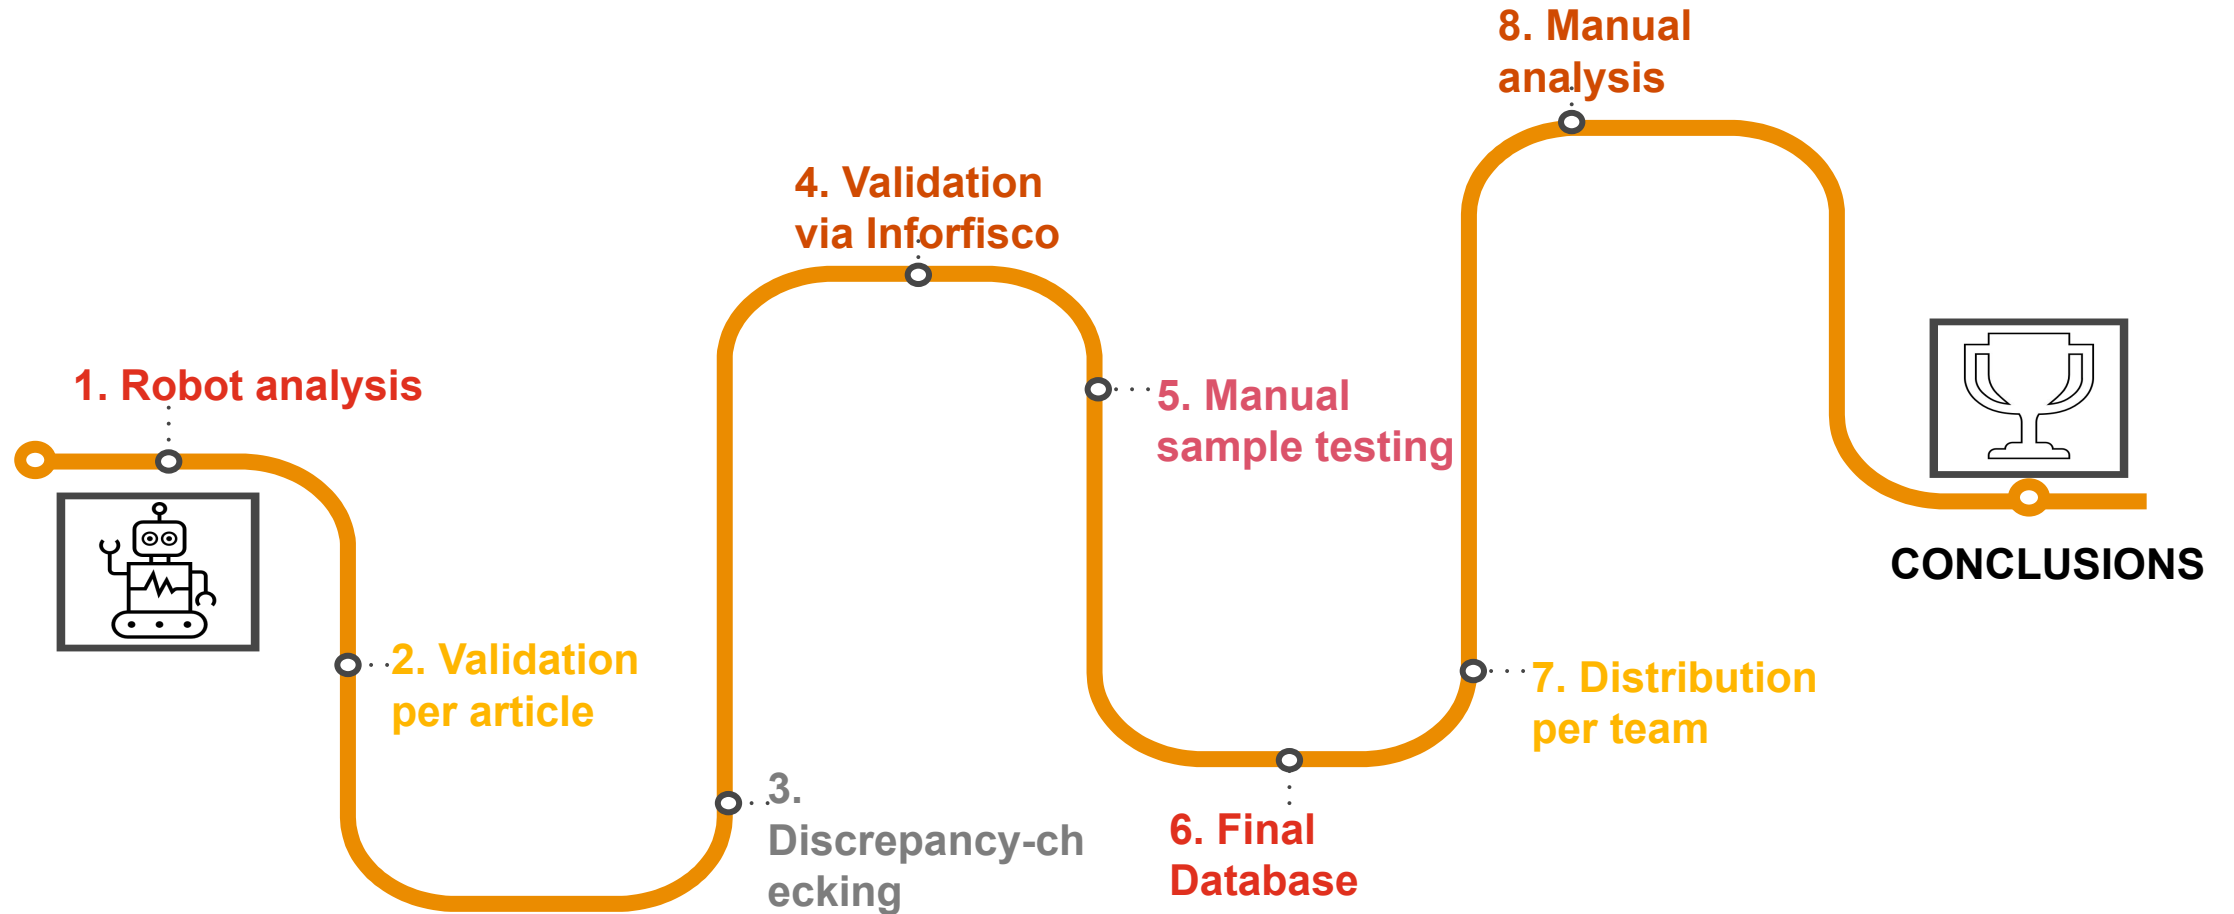 1. Robot analysis
2. Validation
per article
3.
Discrepancy-ch
ecking
4. Validation
via Inforfisco
5. Manual
sample testing
6. Final
Database
7. Distribution
per team
8. Manual
analysis
CONCLUSIONS